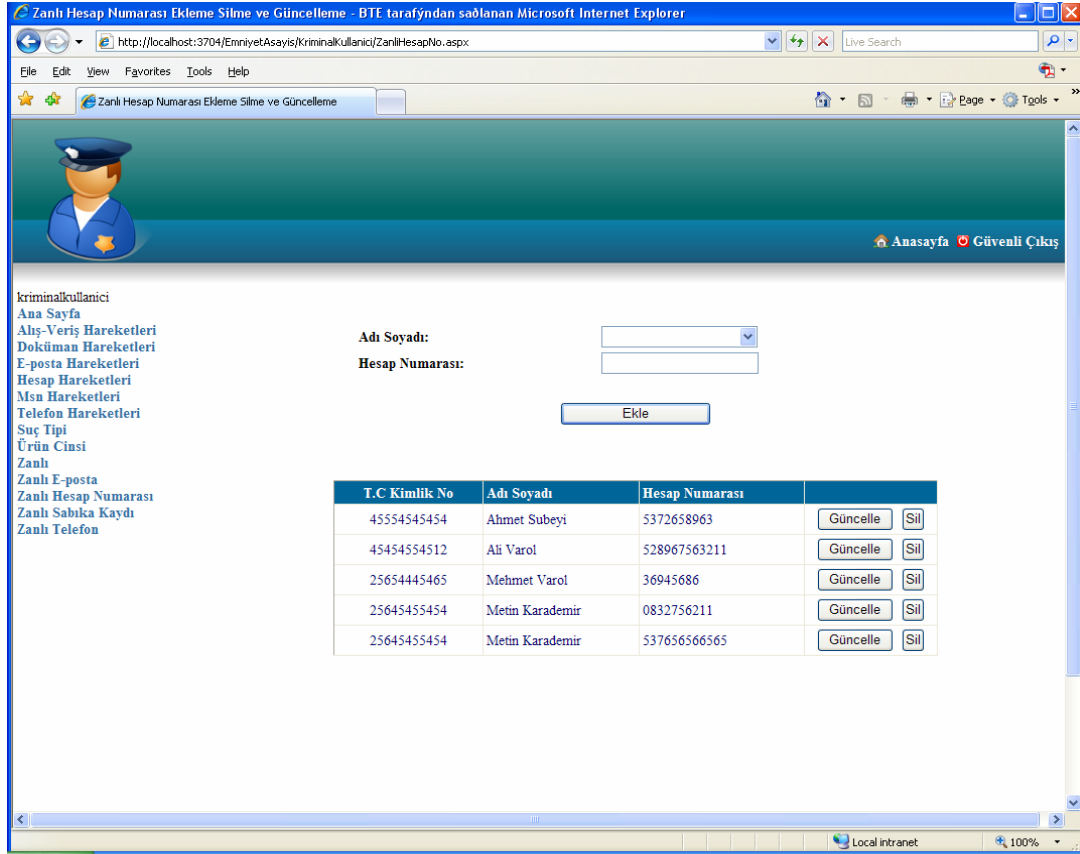 Zanlı Hesap Numarası Ekleme Silme ve Güncelleme - BTE tarafýndan saðlanan Microsoft Internet Explorer
http://localhost:3704/EmniyetAsayis/KriminalKullanici/ZanliHesapNo.aspx
Live Search
File Edit View Favorites Tools Help
Zanlı Hesap Numarası Ekleme Silme ve Güncelleme
Page Tools
Anasayfa Güvenli Çıkış
kriminalkullanici
Ana Sayfa
Alış-Veriş Hareketleri
Doküman Hareketleri
E-posta Hareketleri
Hesap Hareketleri
Msn Hareketleri
Telefon Hareketleri
Suç Tipi
Ürün Cinsi
Zanlı
Zanlı E-posta
Zanlı Hesap Numarası
Zanlı Sabıka Kaydı
Zanlı Telefon
Adı Soyadı:
Hesap Numarası:
Ekle
T.C Kimlik No Adı Soyadı Hesap Numarası
45554545454 Ahmet Subeyi 5372658963 Güncelle Sil
45454554512 Ali Varol 528967563211 Güncelle Sil
25654445465 Mehmet Varol 36945686 Güncelle Sil
25645455454 Metin Karademir 0832756211 Güncelle Sil
25645455454 Metin Karademir 537656566565 Güncelle Sil
Local intranet 100%